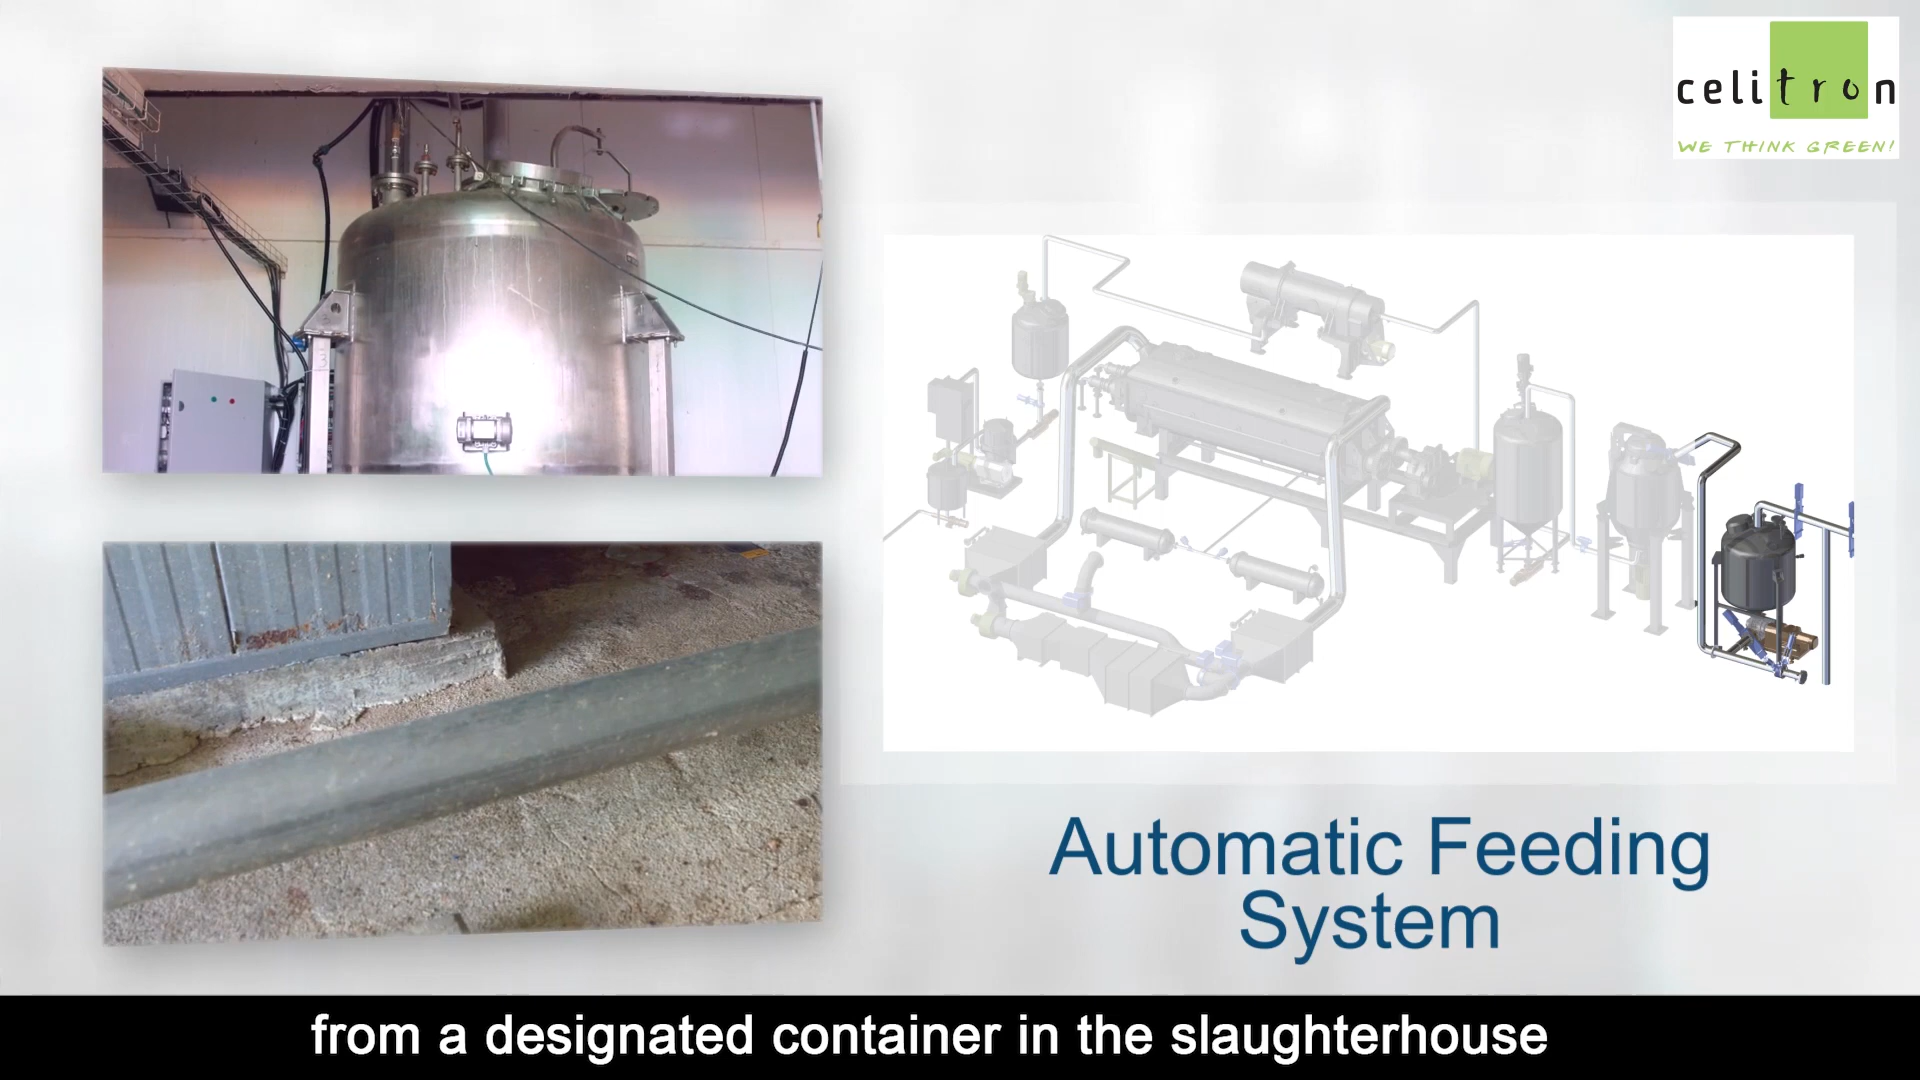 celitron
WE THINK GREEN!
Automatic Feeding
System
from a designated container in the slaughterhouse